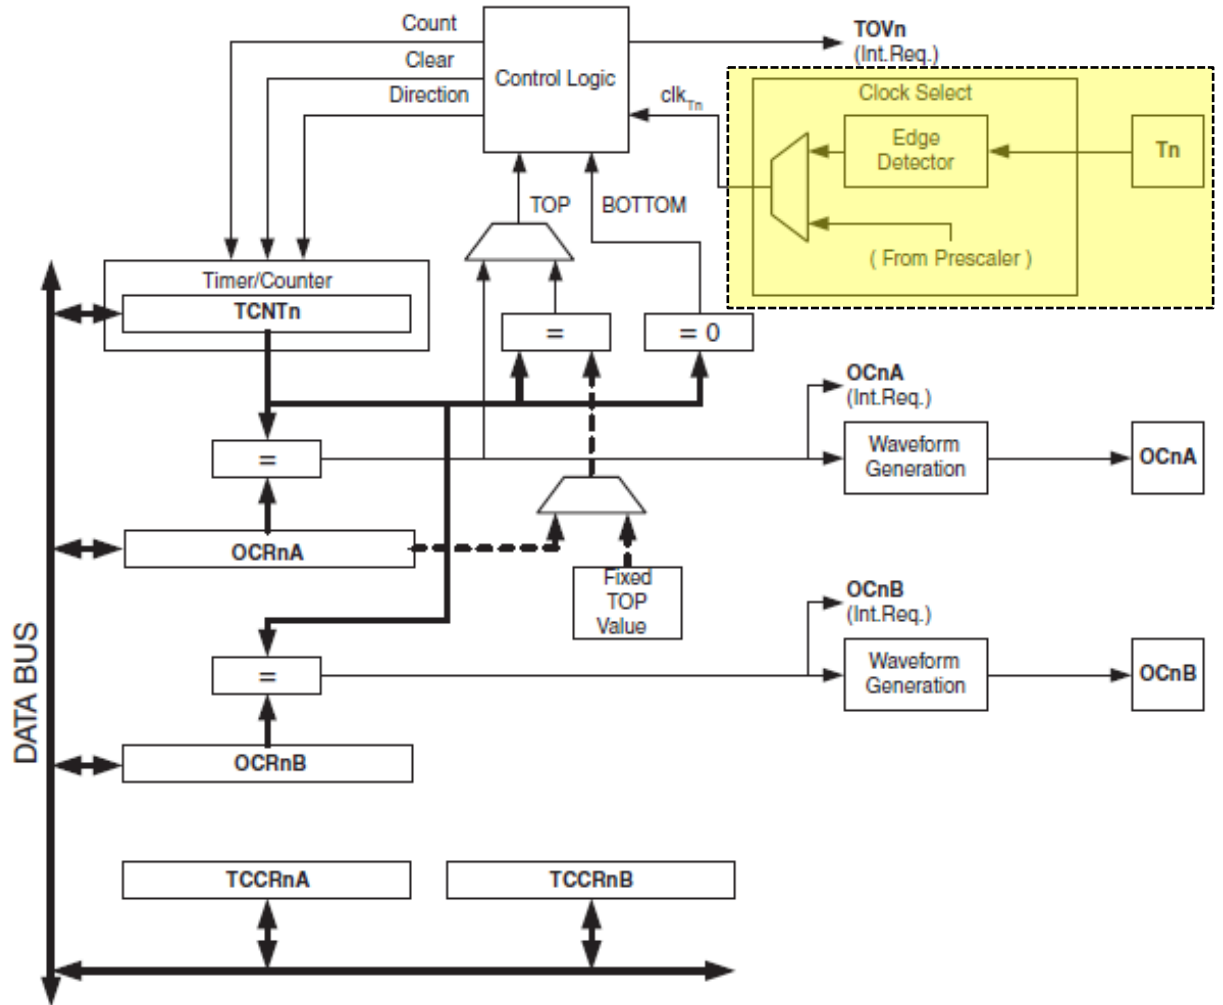 Count
Clear
Direction
Control Logic
TOVn
(Int.Req.)
clkTn
Clock Select
Edge
Detector
Tn
( From Prescaler )
TOP
BOTTOM
Timer/Counter
TCNTn
=
= 0
OCnA
(Int.Req.)
=
Waveform
Generation
OCnA
OCRnA
Fixed
TOP
Value
OCnB
(Int.Req.)
=
Waveform
Generation
OCnB
OCRnB
DATA BUS
TCCRnA
TCCRnB